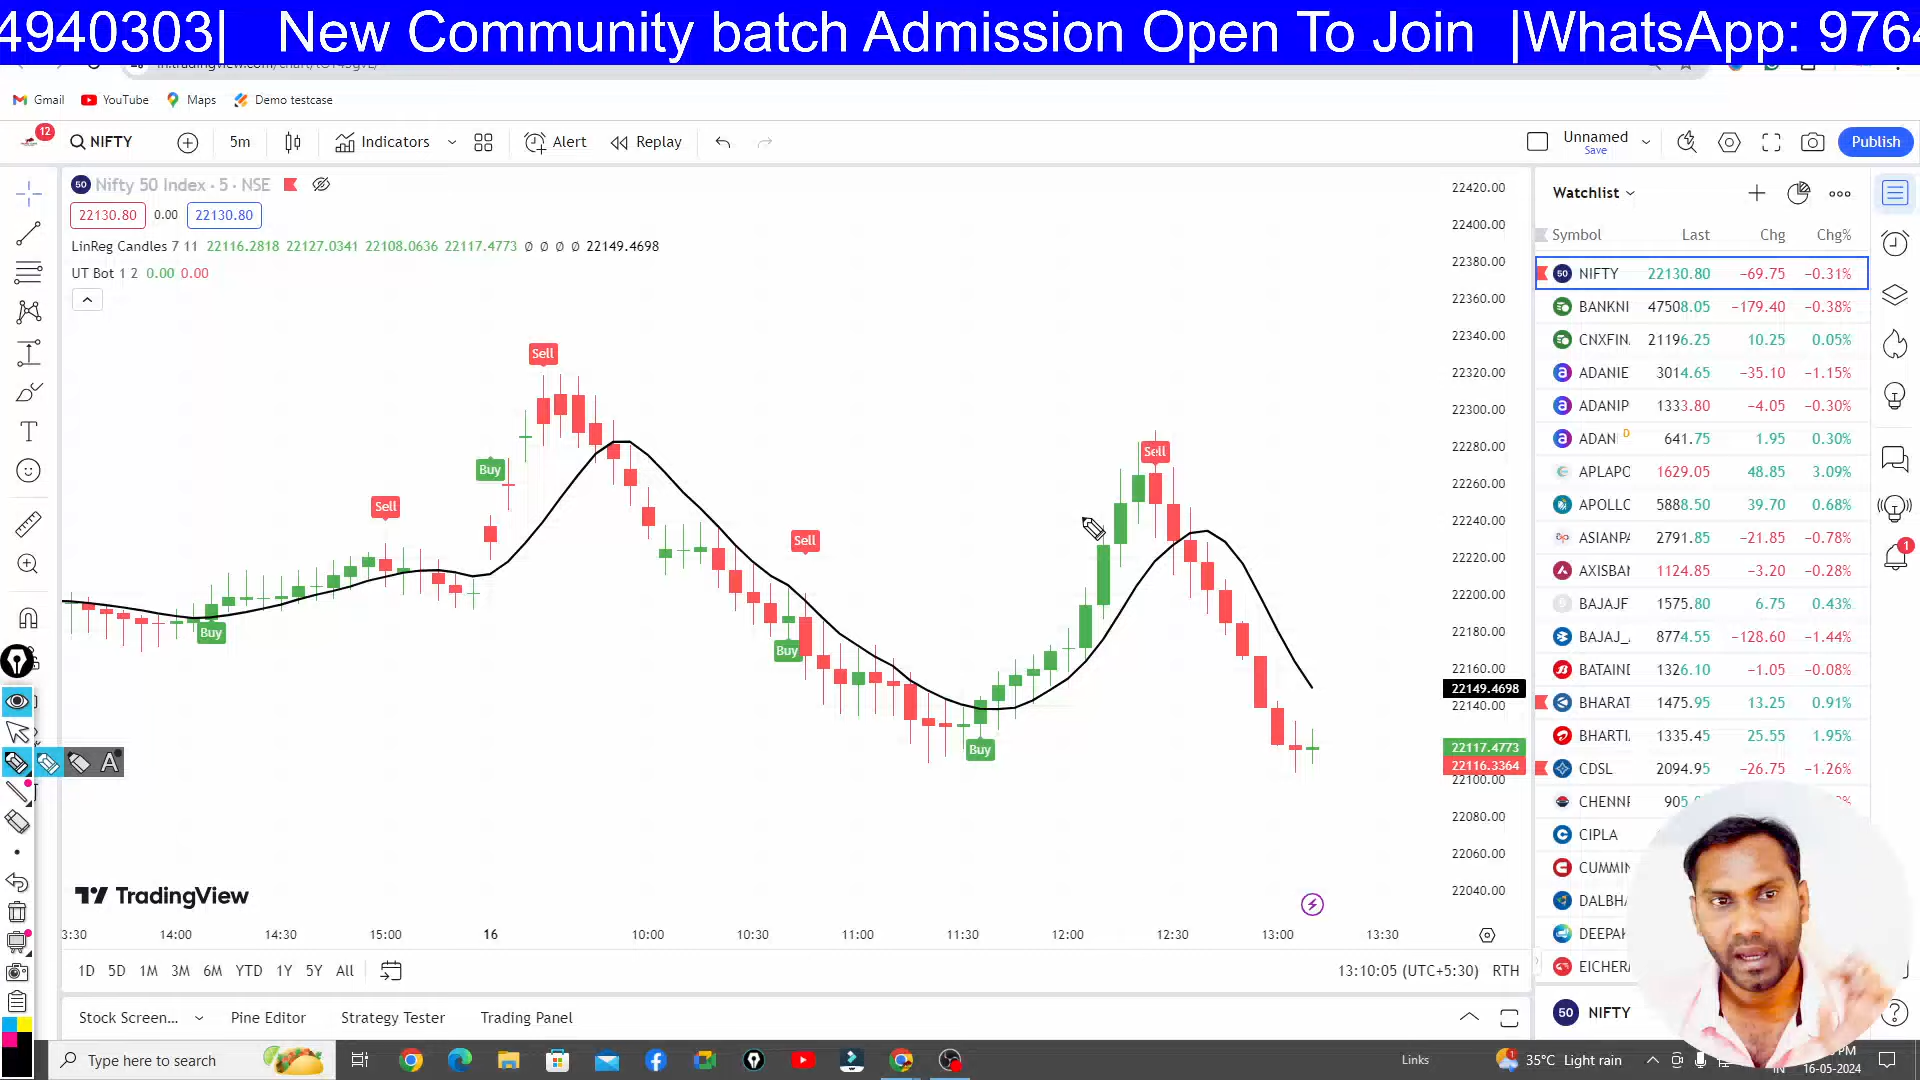 4940303|    New Community batch Admission Open To Join  |WhatsApp: 976
Gmail YouTube Maps Demo testcase
12
NIFTY 5m Indicators Alert Replay Unnamed Save Publish
Nifty 50 Index · 5 · NSE
22130.80 0.00 22130.80
LinReg Candles 7 11 22116.2818 22127.0341 22108.0636 22117.4773 Ø Ø Ø Ø 22149.4698
UT Bot 1 2 0.00 0.00
Sell
Sell
Sell
Sell
Buy
Buy
Buy
Buy
22420.00
22400.00
22380.00
22360.00
22340.00
22320.00
22300.00
22280.00
22260.00
22240.00
22220.00
22200.00
22180.00
22160.00
22149.4698
22140.00
22117.4773
22116.3364
22100.00
22080.00
22060.00
22040.00
TradingView
3:30 14:00 14:30 15:00 16 10:00 10:30 11:00 11:30 12:00 12:30 13:00 13:30
1D 5D 1M 3M 6M YTD 1Y 5Y All 13:10:05 (UTC+5:30) RTH
Stock Screen... Pine Editor Strategy Tester Trading Panel
Watchlist
Symbol Last Chg Chg%
50 NIFTY 22130.80 −69.75 −0.31%
BANKNI 47508.05 −179.40 −0.38%
CNXFIN 21196.25 10.25 0.05%
ADANIE 3014.65 −35.10 −1.15%
ADANIP 1333.80 −4.05 −0.30%
ADAN D 641.75 1.95 0.30%
APLAPO 1629.05 48.85 3.09%
APOLLO 5888.50 39.70 0.68%
ASIANPA 2791.85 −21.85 −0.78%
AXISBAN 1124.85 −3.20 −0.28%
BAJAJF 1575.80 6.75 0.43%
BAJAJ_ 8774.55 −128.60 −1.44%
BATAIND 1326.10 −1.05 −0.08%
BHARAT 1475.95 13.25 0.91%
BHARTI 1335.45 25.55 1.95%
CDSL 2094.95 −26.75 −1.26%
CHENNP 905
CIPLA
CUMMIN
DALBHA
DEEPAK
EICHER
50 NIFTY
1
A
Type here to search Links 35°C Light rain 16-05-2024